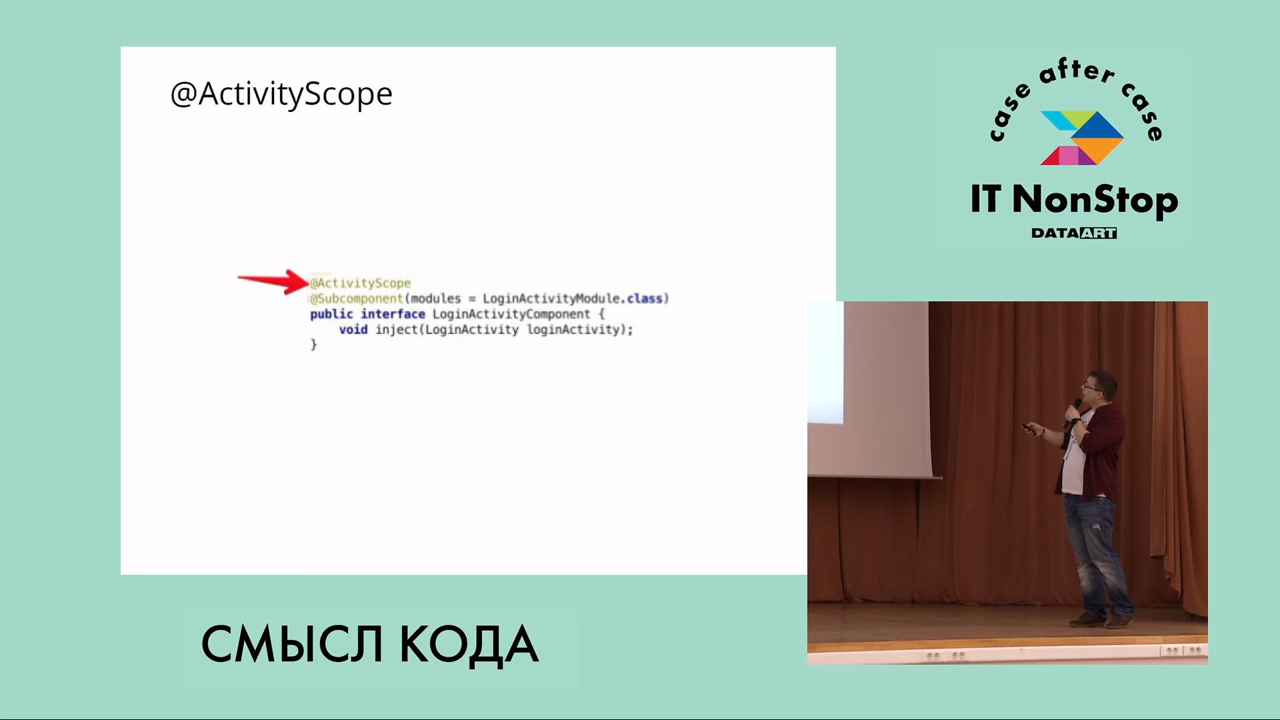 @ActivityScope
@ActivityScope
@Subcomponent(modules = LoginActivityModule.class)
public interface LoginActivityComponent {
void inject(LoginActivity loginActivity);
}
case after case
IT NonStop
DATAART
СМЫСЛ КОДА